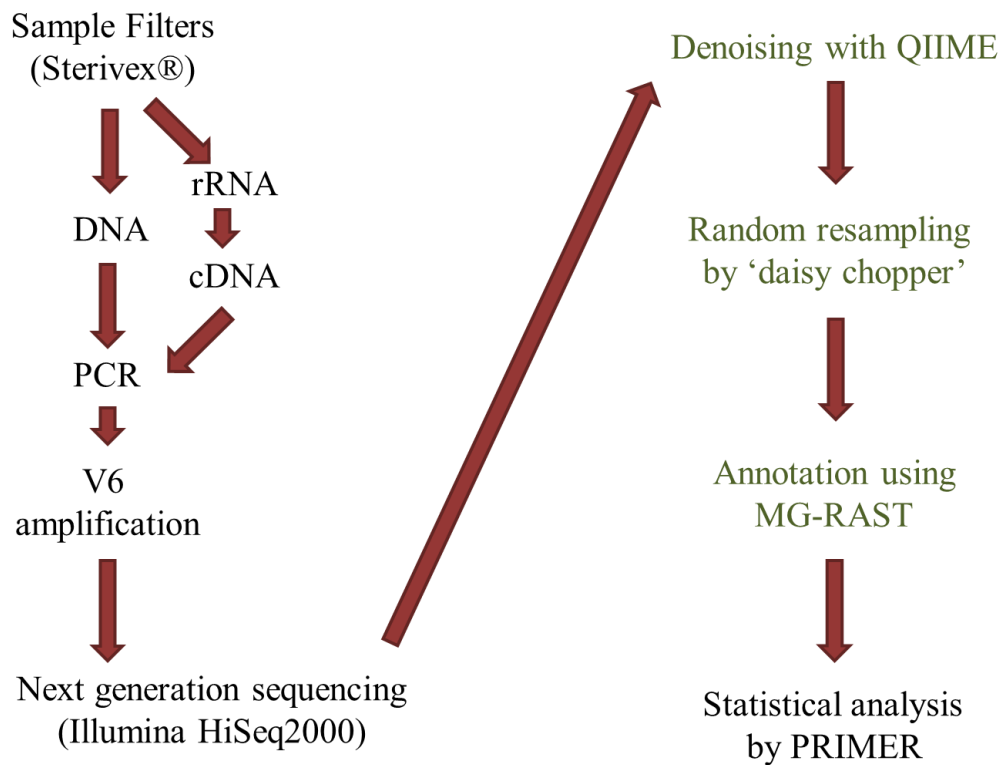 Sample Filters
(Sterivex®)
rRNA
DNA
cDNA
PCR
V6
amplification
Next generation sequencing
(Illumina HiSeq2000)
Denoising with QIIME
Random resampling
by ‘daisy chopper’
Annotation using
MG-RAST
Statistical analysis
by PRIMER